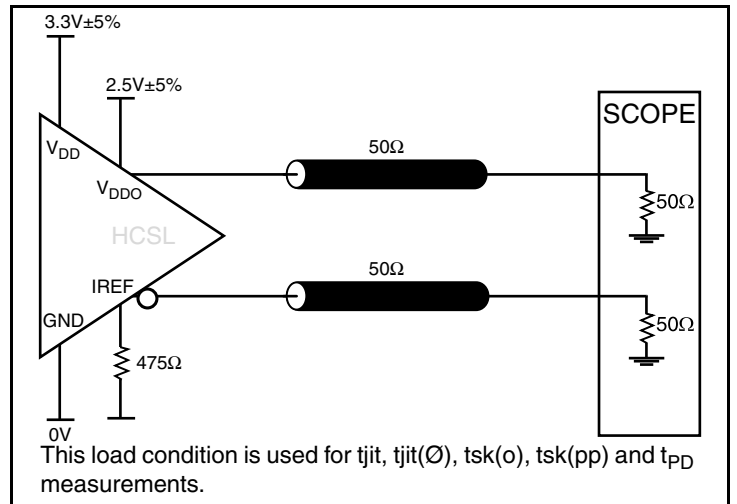 3.3V±5%
2.5V±5%
SCOPE
50Ω
VDD
VDDO
50Ω
HCSL
50Ω
IREF
50Ω
GND
475Ω
0V
This load condition is used for tjit, tjit(Ø), tsk(o), tsk(pp) and tPD
measurements.